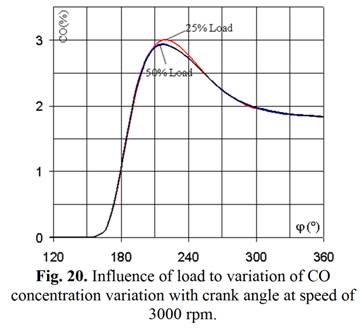 CO(%)
3
2
1
0
25% Load
50% Load
φ(°)
120 180 240 300 360
Fig. 20. Influence of load to variation of CO
concentration variation with crank angle at speed of
3000 rpm.